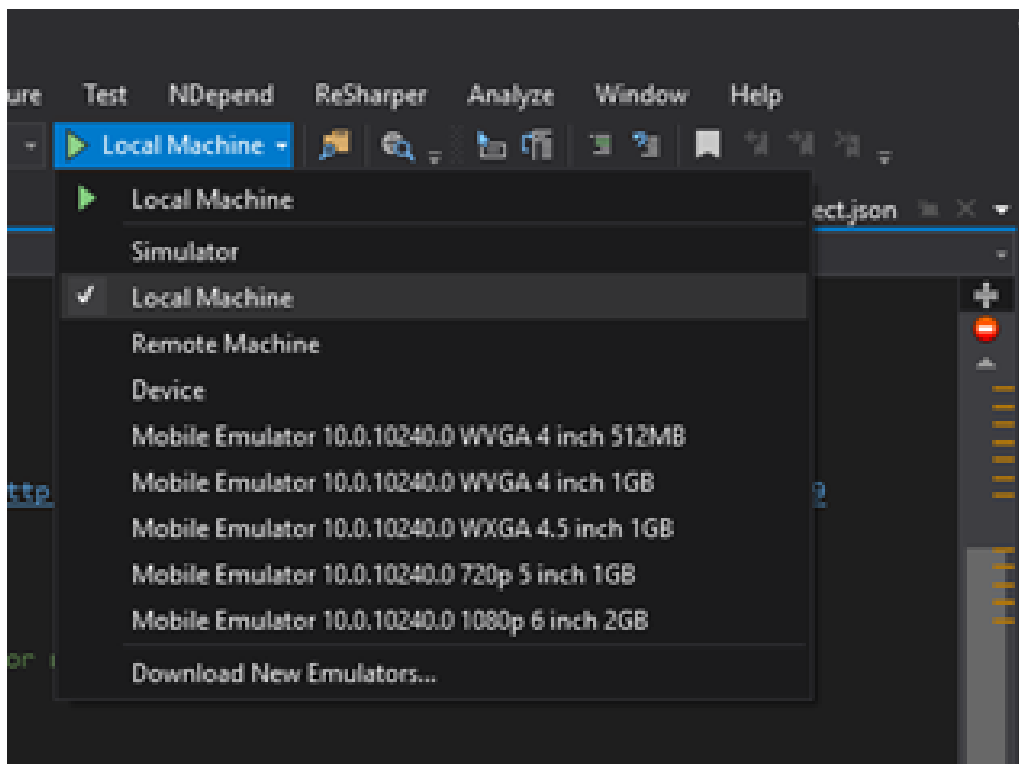 ure Test NDepend ReSharper Analyze Window Help
Local Machine
Local Machine
ect.json
Simulator
Local Machine
Remote Machine
Device
Mobile Emulator 10.0.10240.0 WVGA 4 inch 512MB
Mobile Emulator 10.0.10240.0 WVGA 4 inch 1GB
ttp 9
Mobile Emulator 10.0.10240.0 WXGA 4.5 inch 1GB
Mobile Emulator 10.0.10240.0 720p 5 inch 1GB
Mobile Emulator 10.0.10240.0 1080p 6 inch 2GB
or
Download New Emulators...